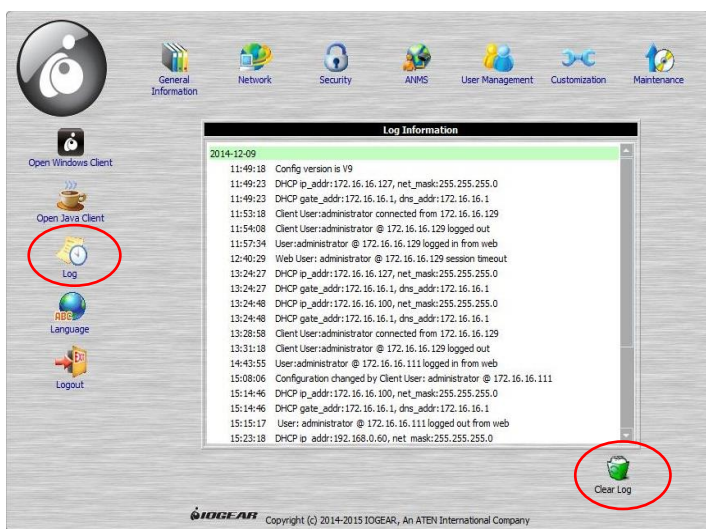 General
Information
Network
Security
ANMS
User Management
Customization
Maintenance
Open Windows Client
Open Java Client
Log
ABC
Language
Exit
Logout
Log Information
2014-12-09
11:49:18 Config version is V9
11:49:23 DHCP ip_addr:172.16.16.127, net_mask:255.255.255.0
11:49:23 DHCP gate_addr:172.16.16.1, dns_addr:172.16.16.1
11:53:18 Client User:administrator connected from 172.16.16.129
11:54:08 Client User:administrator @ 172.16.16.129 logged out
11:57:34 User:administrator @ 172.16.16.129 logged in from web
12:40:29 Web User: administrator @ 172.16.16.129 session timeout
13:24:27 DHCP ip_addr:172.16.16.127, net_mask:255.255.255.0
13:24:27 DHCP gate_addr:172.16.16.1, dns_addr:172.16.16.1
13:24:48 DHCP ip_addr:172.16.16.100, net_mask:255.255.255.0
13:24:48 DHCP gate_addr:172.16.16.1, dns_addr:172.16.16.1
13:28:58 Client User:administrator connected from 172.16.16.129
13:31:18 Client User:administrator @ 172.16.16.129 logged out
14:43:55 User:administrator @ 172.16.16.111 logged in from web
15:08:06 Configuration changed by Client User: administrator @ 172.16.16.111
15:14:46 DHCP ip_addr:172.16.16.100, net_mask:255.255.255.0
15:14:46 DHCP gate_addr:172.16.16.1, dns_addr:172.16.16.1
15:15:17 User: administrator @ 172.16.16.111 logged out from web
15:23:18 DHCP ip_addr:192.168.0.60, net_mask:255.255.255.0
Clear Log
IOGEAR Copyright (c) 2014-2015 IOGEAR, An ATEN International Company